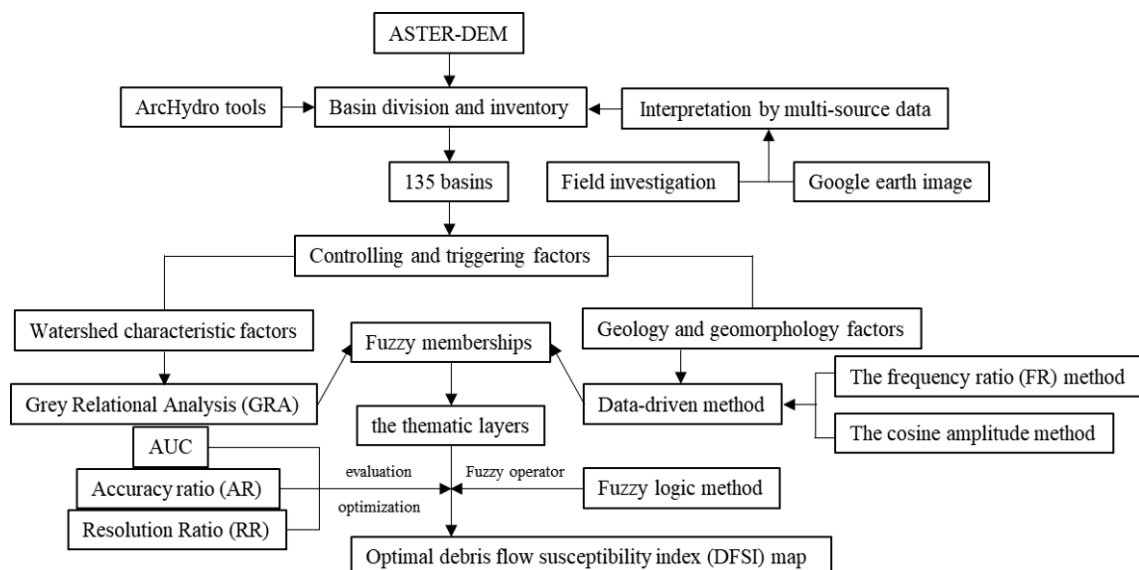 ASTER-DEM
ArcHydro tools
Basin division and inventory
Interpretation by multi-source data
135 basins
Field investigation
Google earth image
Controlling and triggering factors
Watershed characteristic factors
Geology and geomorphology factors
Fuzzy memberships
The frequency ratio (FR) method
Grey Relational Analysis (GRA)
Data-driven method
the thematic layers
The cosine amplitude method
AUC
evaluation
Fuzzy operator
Accuracy ratio (AR)
Fuzzy logic method
optimization
Resolution Ratio (RR)
Optimal debris flow susceptibility index (DFSI) map